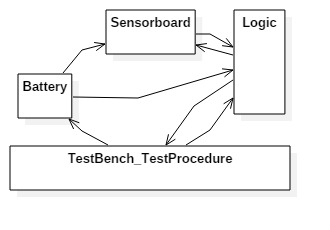 Sensorboard
Logic
Battery
TestBench_TestProcedure